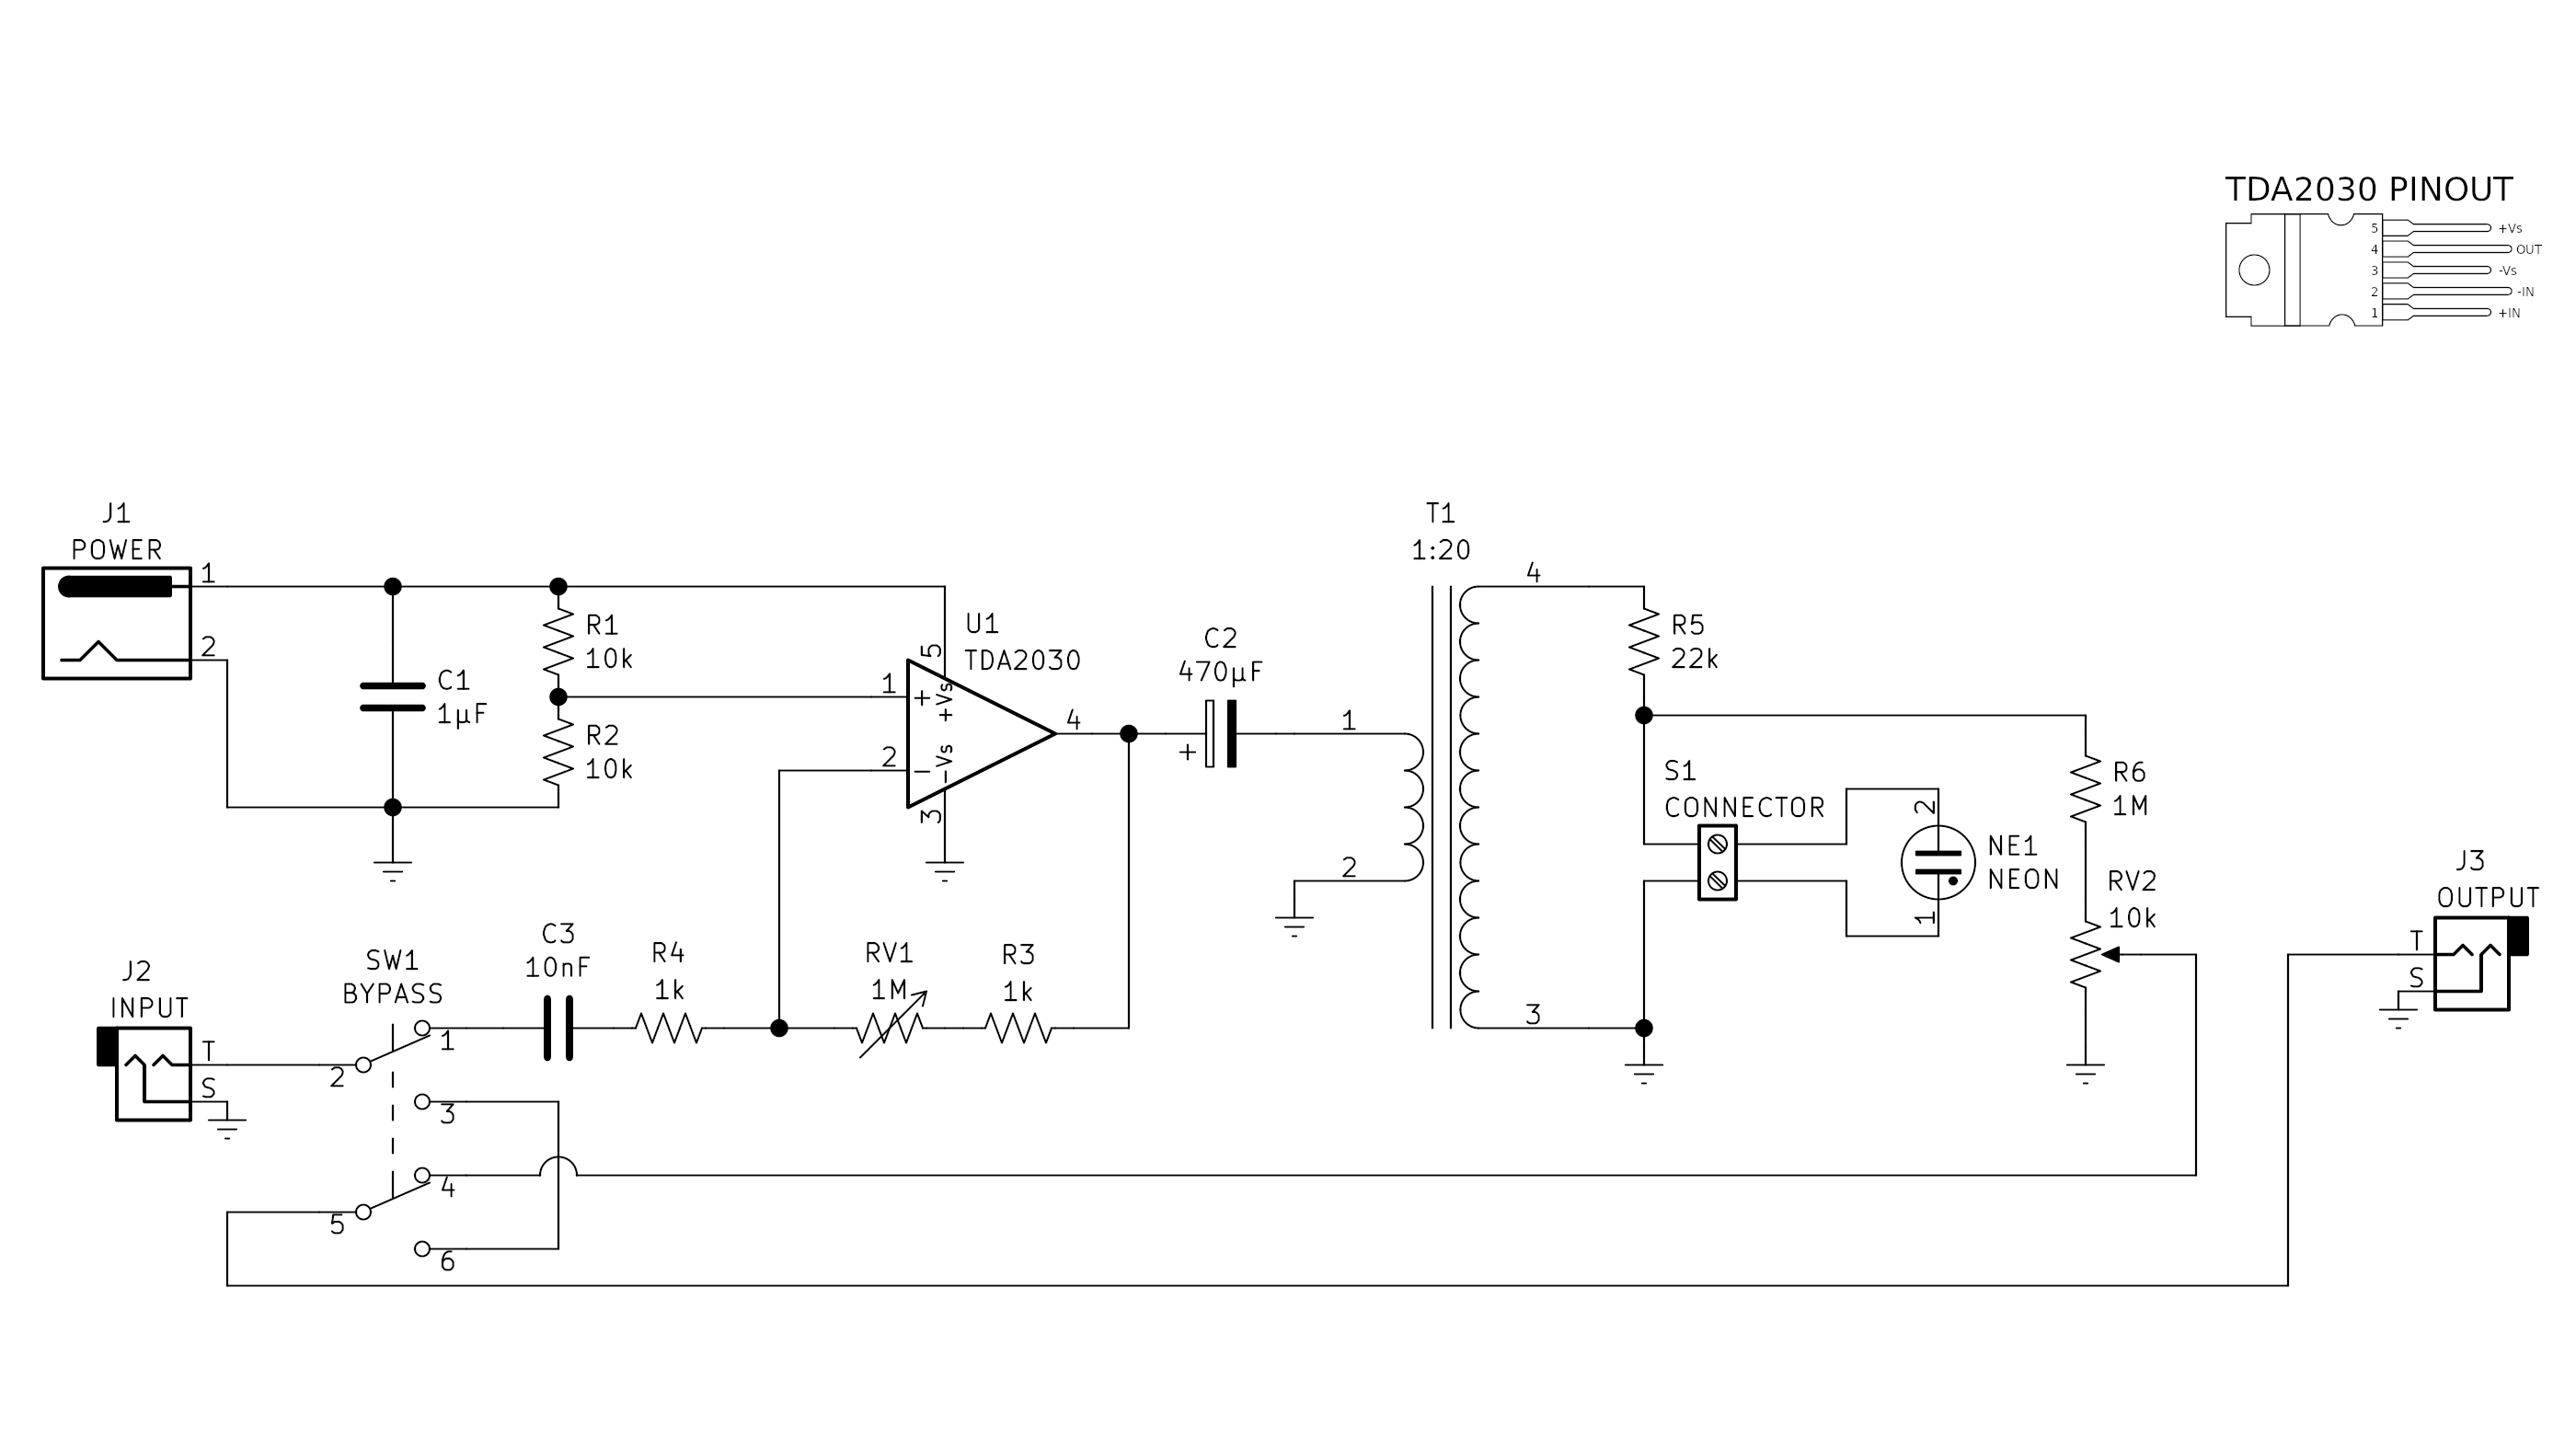 TDA2030 PINOUT
5 +Vs
4 OUT
3 -Vs
2 -IN
1 +IN
J1
POWER
1
2
C1
1µF
R1
10k
R2
10k
U1
TDA2030
5
+Vs
1 +
2 −
-Vs
3
4
C2
470µF
+
T1
1:20
1
2
4
3
R5
22k
S1
CONNECTOR
2
1
NE1
NEON
R6
1M
RV2
10k
J3
OUTPUT
T
S
J2
INPUT
T
S
SW1
BYPASS
1
2
3
4
5
6
C3
10nF
R4
1k
RV1
1M
R3
1k